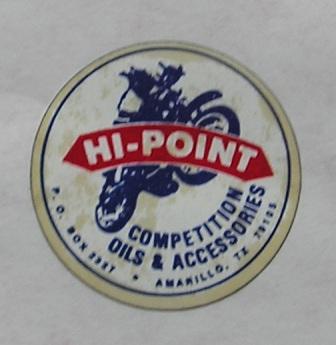 HI-POINT
COMPETITION
OILS & ACCESSORIES
P. O. BOX 2327 • AMARILLO, TX 79105